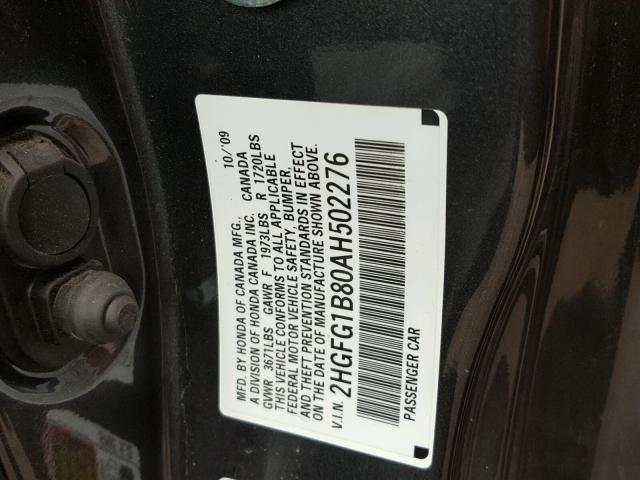 MFD. BY HONDA OF CANADA MFG., CANADA 10/'09
A DIVISION OF HONDA CANADA INC.
GVWR 3671LBS GAWR F 1973LBS R 1720LBS
THIS VEHICLE CONFORMS TO ALL APPLICABLE
FEDERAL MOTOR VEHICLE SAFETY, BUMPER,
AND THEFT PREVENTION STANDARDS IN EFFECT
ON THE DATE OF MANUFACTURE SHOWN ABOVE.
V.I.N. 2HGFG1B80AH502276
PASSENGER CAR